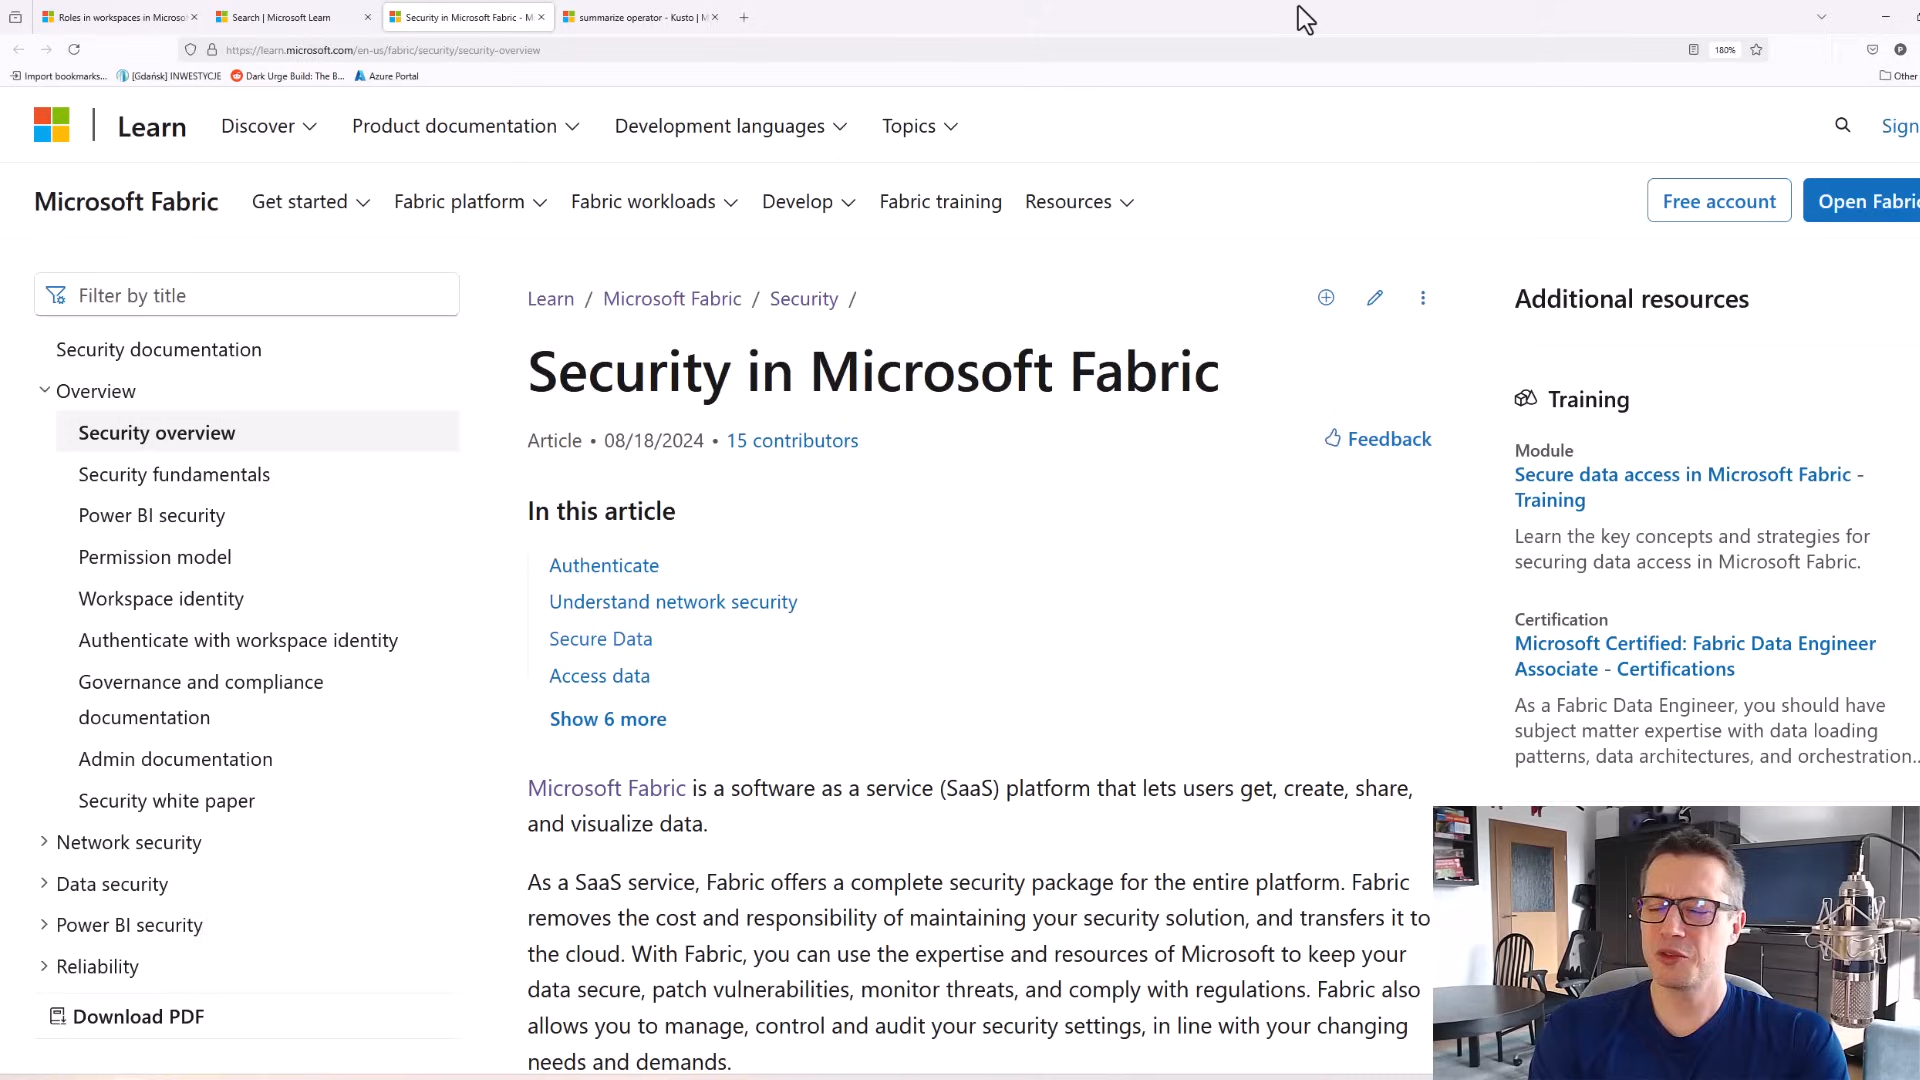 Roles in workspaces in Microso
Search | Microsoft Learn
Security in Microsoft Fabric - M
summarize operator - Kusto | M
https://learn.microsoft.com/en-us/fabric/security/security-overview
180%
Import bookmarks...
[Gdańsk] INWESTYCJE
Dark Urge Build: The B...
Azure Portal
Other
Learn
Discover
Product documentation
Development languages
Topics
Sign
Microsoft Fabric
Get started
Fabric platform
Fabric workloads
Develop
Fabric training
Resources
Free account
Open Fabric
Filter by title
Security documentation
Overview
Security overview
Security fundamentals
Power BI security
Permission model
Workspace identity
Authenticate with workspace identity
Governance and compliance
documentation
Admin documentation
Security white paper
Network security
Data security
Power BI security
Reliability
Download PDF
Learn / Microsoft Fabric / Security /
Security in Microsoft Fabric
Article • 08/18/2024 • 15 contributors
Feedback
In this article
Authenticate
Understand network security
Secure Data
Access data
Show 6 more
Microsoft Fabric is a software as a service (SaaS) platform that lets users get, create, share,
and visualize data.
As a SaaS service, Fabric offers a complete security package for the entire platform. Fabric
removes the cost and responsibility of maintaining your security solution, and transfers it to
the cloud. With Fabric, you can use the expertise and resources of Microsoft to keep your
data secure, patch vulnerabilities, monitor threats, and comply with regulations. Fabric also
allows you to manage, control and audit your security settings, in line with your changing
needs and demands.
Additional resources
Training
Module
Secure data access in Microsoft Fabric -
Training
Learn the key concepts and strategies for
securing data access in Microsoft Fabric.
Certification
Microsoft Certified: Fabric Data Engineer
Associate - Certifications
As a Fabric Data Engineer, you should have
subject matter expertise with data loading
patterns, data architectures, and orchestration...